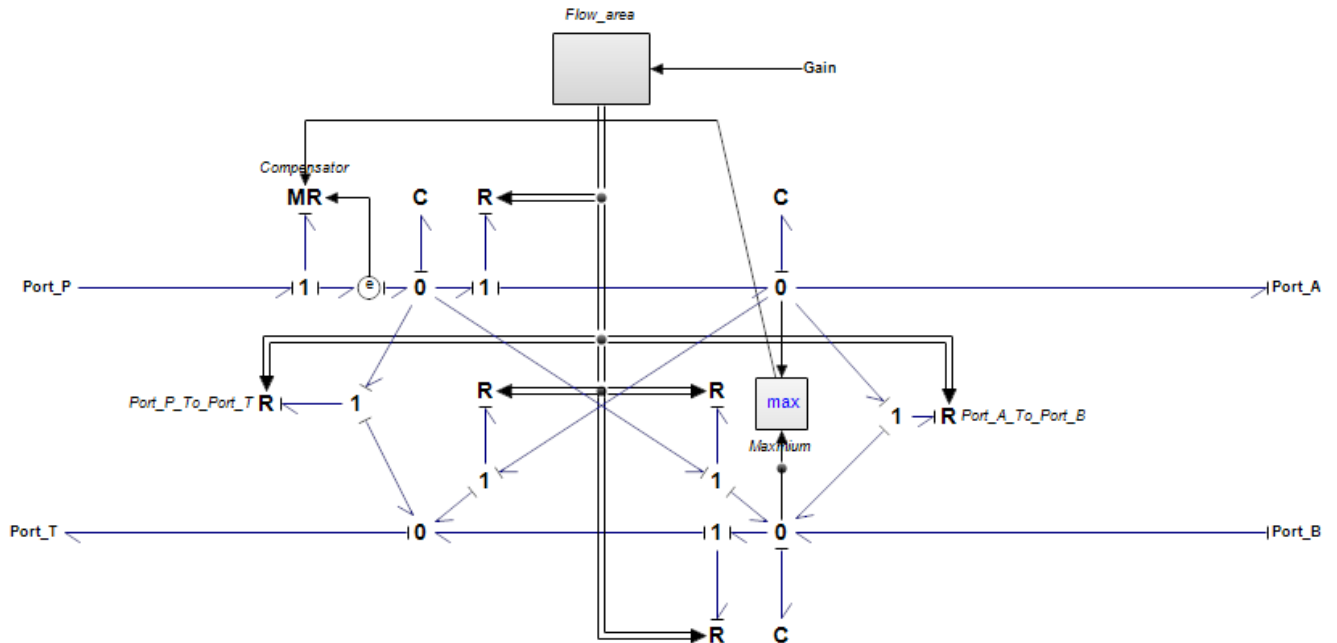 Flow_area
Gain
Compensator
MR
C
R
C
Port_P
1
e
0
1
0
Port_A
Port_P_To_Port_T
R
1
R
R
max
1
R
Port_A_To_Port_B
Maximium
1
1
Port_T
0
1
0
Port_B
R
C